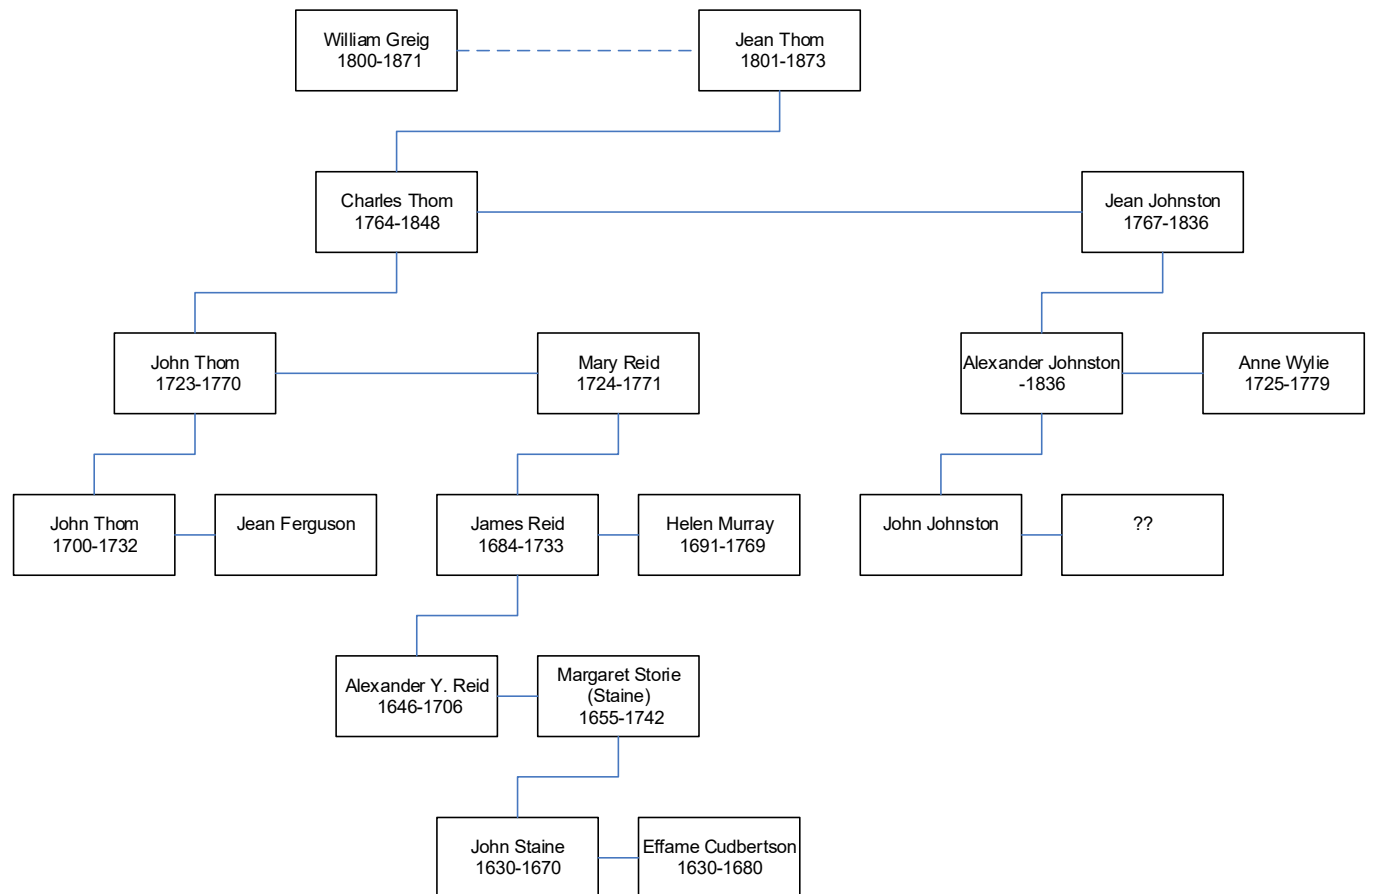 William Greig
1800-1871
Jean Thom
1801-1873
Charles Thom
1764-1848
Jean Johnston
1767-1836
John Thom
1723-1770
Mary Reid
1724-1771
Alexander Johnston
-1836
Anne Wylie
1725-1779
John Thom
1700-1732
Jean Ferguson
James Reid
1684-1733
Helen Murray
1691-1769
John Johnston
??
Alexander Y. Reid
1646-1706
Margaret Storie
(Staine)
1655-1742
John Staine
1630-1670
Effame Cudbertson
1630-1680